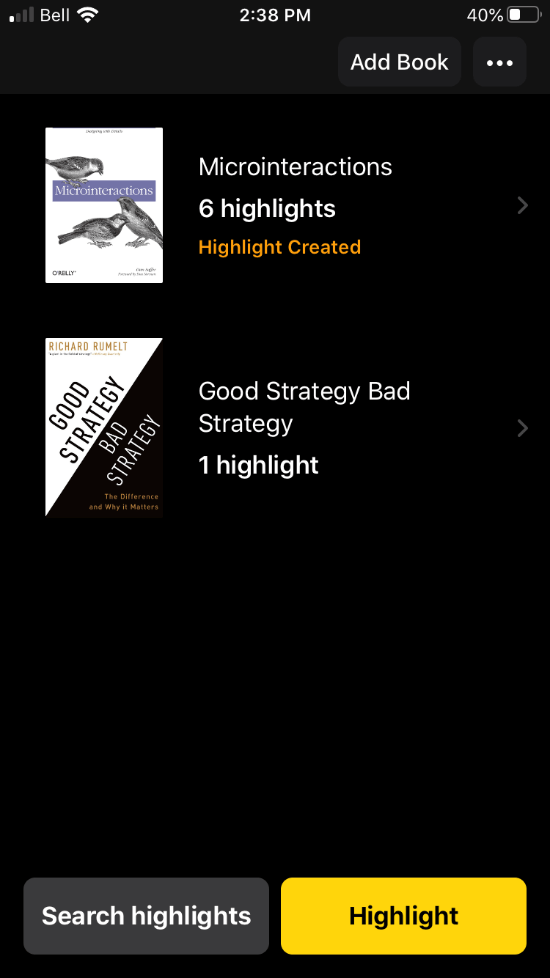 Bell
2:38 PM
40%
Add Book
Designing with Details
Microinteractions
O'REILLY
Dan Saffer
Microinteractions
6 highlights
Highlight Created
RICHARD RUMELT
GOOD
STRATEGY
BAD
STRATEGY
The Difference
and Why it Matters
Good Strategy Bad
Strategy
1 highlight
Search highlights
Highlight